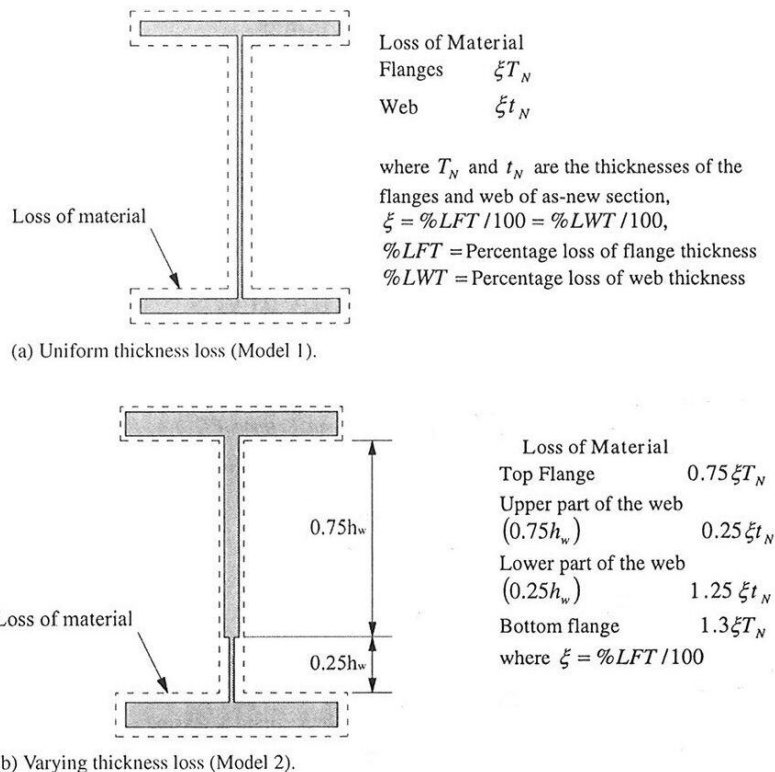 Loss of Material
Flanges ξT_N
Web ξt_N
where T_N and t_N are the thicknesses of the
flanges and web of as-new section,
ξ = %LFT/100 = %LWT/100,
%LFT = Percentage loss of flange thickness
%LWT = Percentage loss of web thickness
Loss of material
(a) Uniform thickness loss (Model 1).
Loss of Material
Top Flange 0.75ξT_N
Upper part of the web
(0.75h_w) 0.25ξt_N
Lower part of the web
(0.25h_w) 1.25 ξt_N
Bottom flange 1.3ξT_N
where ξ = %LFT/100
0.75h_w
0.25h_w
Loss of material
b) Varying thickness loss (Model 2).